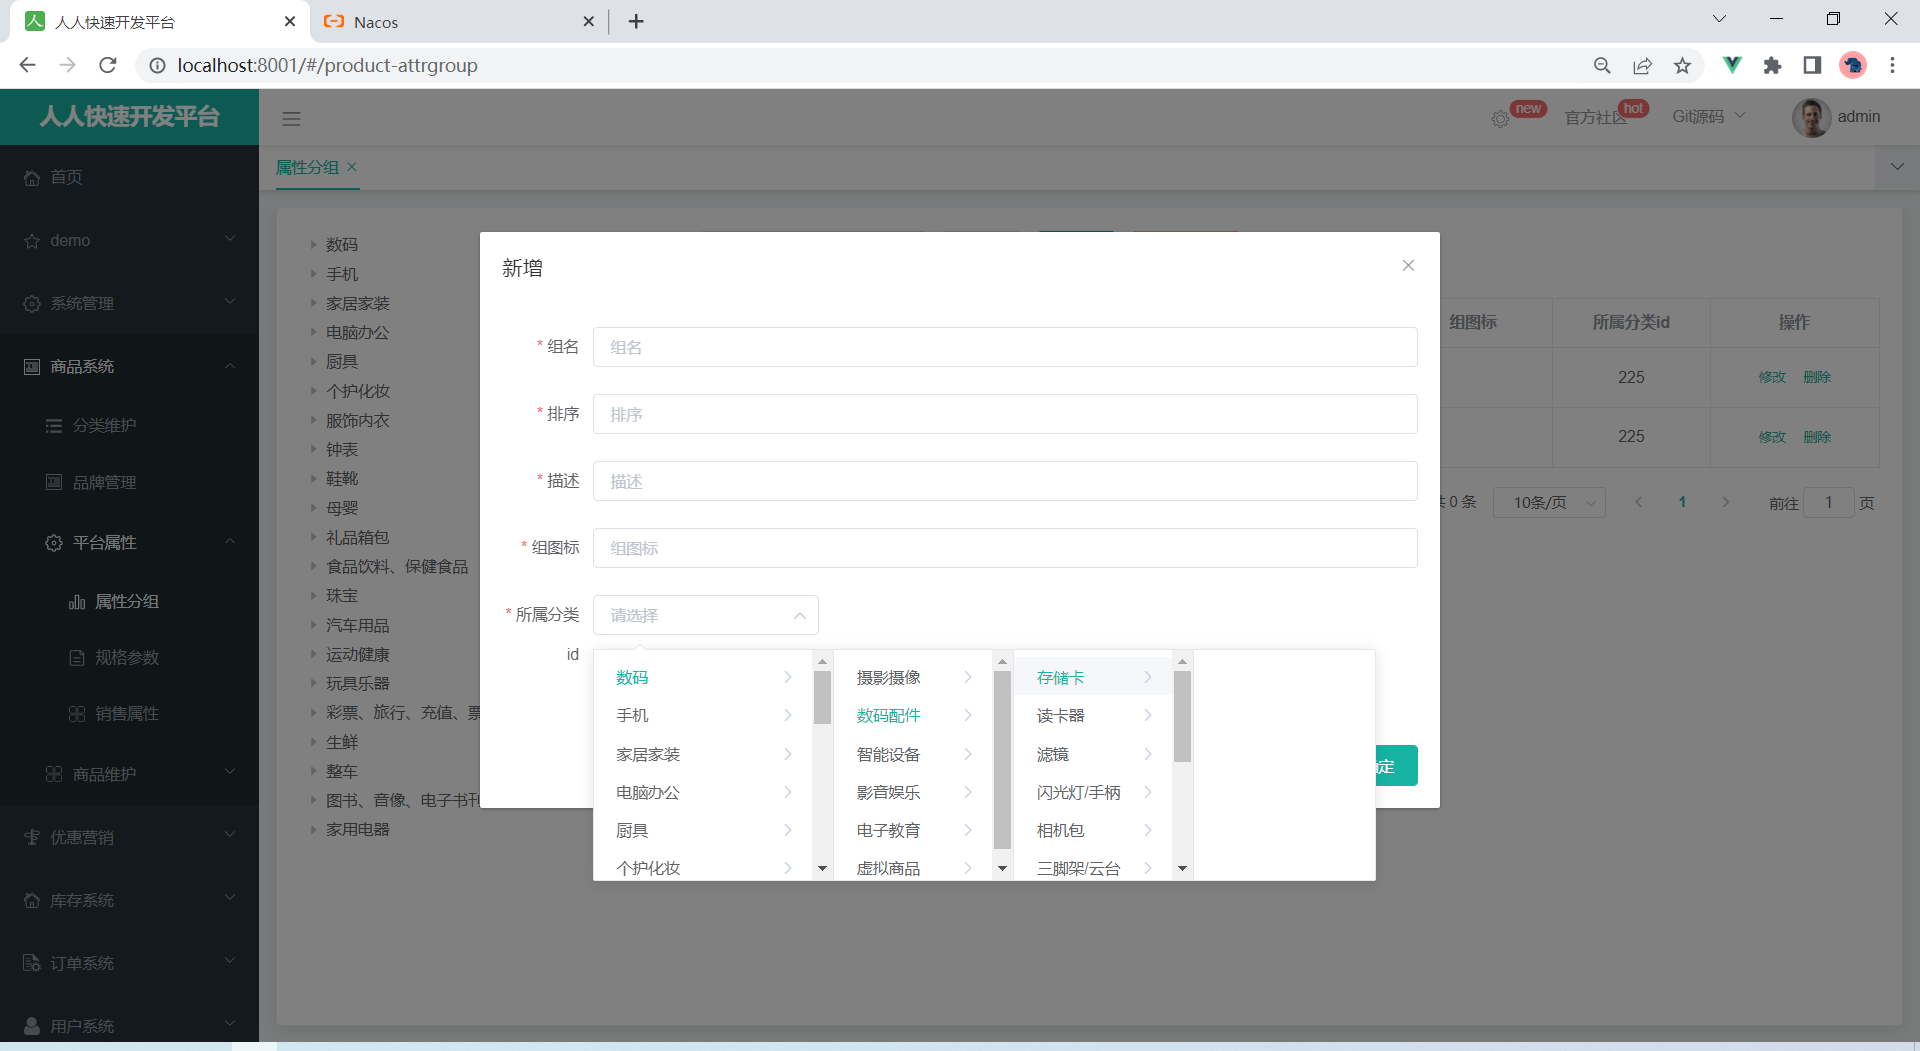 人人快速开发平台
Nacos
localhost:8001/#/product-attrgroup
人人快速开发平台
new
官方社区
hot
Git源码
admin
首页
demo
系统管理
商品系统
分类维护
品牌管理
平台属性
属性分组
规格参数
销售属性
商品维护
优惠营销
库存系统
订单系统
用户系统
属性分组
数码
手机
家居家装
电脑办公
厨具
个护化妆
服饰内衣
钟表
鞋靴
母婴
礼品箱包
食品饮料、保健食品
珠宝
汽车用品
运动健康
玩具乐器
彩票、旅行、充值、票
生鲜
整车
图书、音像、电子书刊
家用电器
新增
* 组名 组名
* 排序 排序
* 描述 描述
* 组图标 组图标
* 所属分类 请选择
id
数码
手机
家居家装
电脑办公
厨具
个护化妆
摄影摄像
数码配件
智能设备
影音娱乐
电子教育
虚拟商品
存储卡
读卡器
滤镜
闪光灯/手柄
相机包
三脚架/云台
定
组图标 所属分类id 操作
225 修改 删除
225 修改 删除
0 条 10条/页 1 前往 1 页